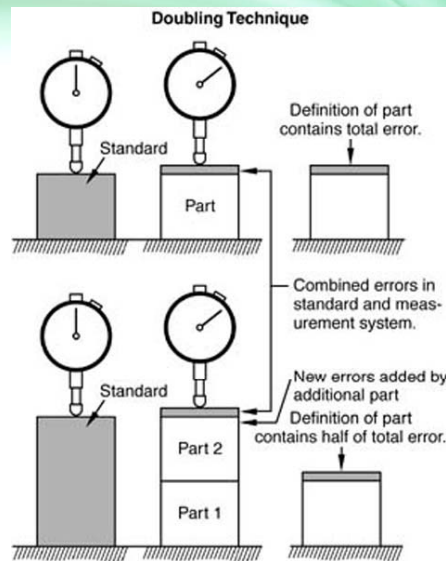 Doubling Technique
Standard
Part
Definition of part
contains total error.
Combined errors in
standard and meas-
urement system.
Standard
Part 2
Part 1
New errors added by
additional part
Definition of part
contains half of total error.